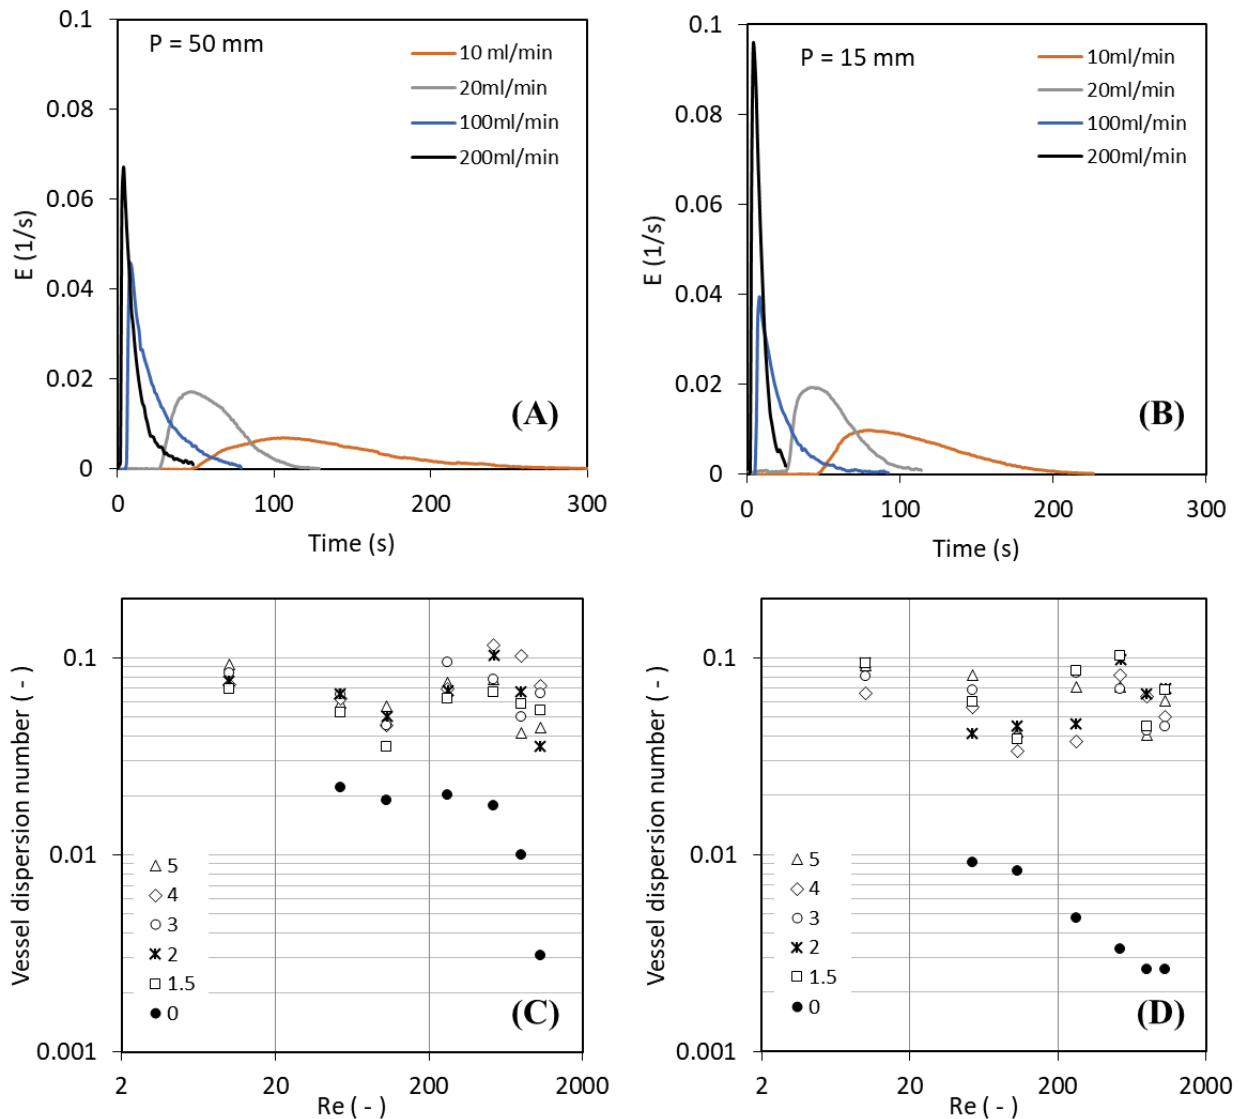 P = 50 mm
10 ml/min
20ml/min
100ml/min
200ml/min
0.1
0.08
0.06
0.04
0.02
0
E (1/s)
(A)
0
100
200
300
Time (s)
P = 15 mm
10ml/min
20ml/min
100ml/min
200ml/min
0.1
0.08
0.06
0.04
0.02
0
E (1/s)
(B)
0
100
200
300
Time (s)
Vessel dispersion number ( - )
0.1
0.01
0.001
5
4
3
2
1.5
0
(C)
2
20
200
2000
Re ( - )
Vessel dispersion number ( - )
0.1
0.01
0.001
5
4
3
2
1.5
0
(D)
2
20
200
2000
Re ( - )